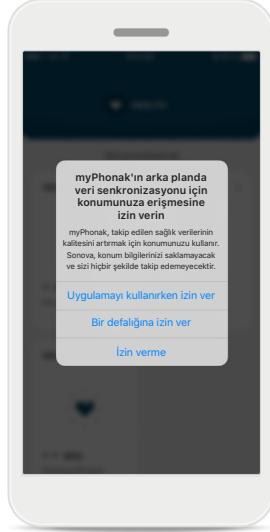 myPhonak'ın arka planda
veri senkronizasyonu için
konumunuza erişmesine
izin verin
myPhonak, takip edilen sağlık verilerinin
kalitesini artırmak için konumunuzu kullanır.
Sonova, konum bilgilerinizi saklamayacak
ve sizi hiçbir şekilde takip edemeyecektir.
Uygulamayı kullanırken izin ver
Bir defalığına izin ver
İzin verme